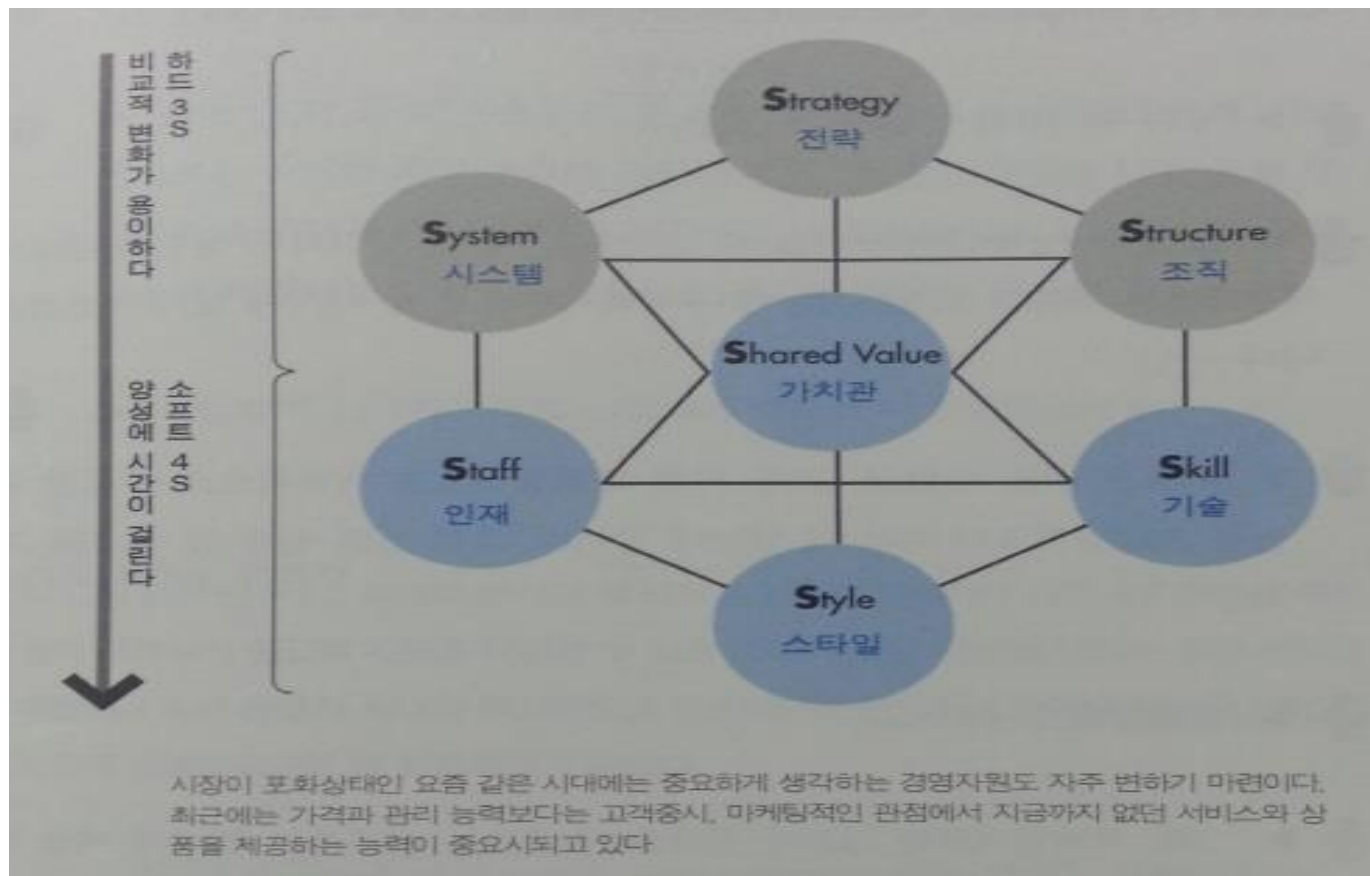 하드 3S
비교적 변화가 용이하다
소프트 4S
양성에 시간이 걸린다
Strategy
전략
System
시스템
Structure
조직
Shared Value
가치관
Staff
인재
Skill
기술
Style
스타일
시장이 포화상태인 요즘 같은 시대에는 중요하게 생각하는 경영자원도 자주 변하기 마련이다.
최근에는 가격과 관리 능력보다는 고객중시, 마케팅적인 관점에서 지금까지 없던 서비스와 상
품을 제공하는 능력이 중요시되고 있다